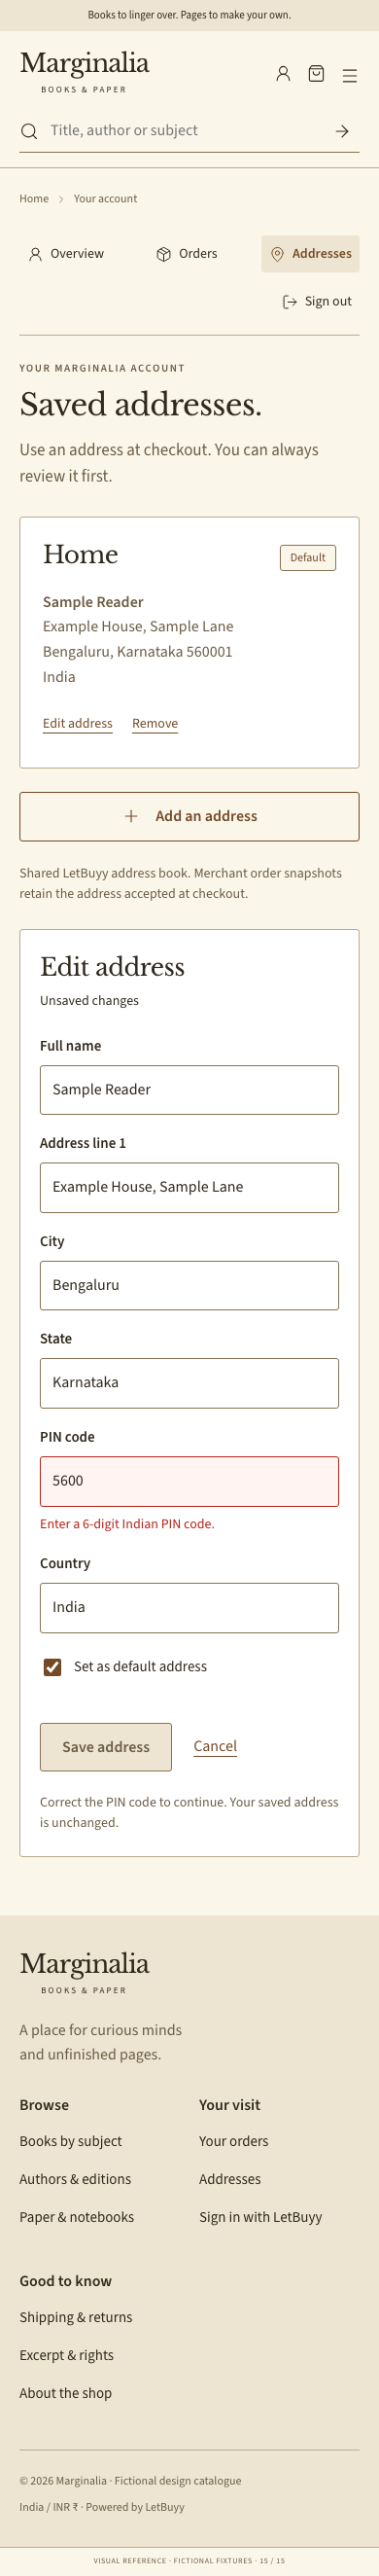 Books to linger over. Pages to make your own.
Marginalia
BOOKS & PAPER
Title, author or subject
Home > Your account
Overview Orders Addresses
Sign out
YOUR MARGINALIA ACCOUNT
Saved addresses.
Use an address at checkout. You can always
review it first.
Home Default
Sample Reader
Example House, Sample Lane
Bengaluru, Karnataka 560001
India
Edit address Remove
Add an address
Shared LetBuyy address book. Merchant order snapshots
retain the address accepted at checkout.
Edit address
Unsaved changes
Full name
Sample Reader
Address line 1
Example House, Sample Lane
City
Bengaluru
State
Karnataka
PIN code
5600
Enter a 6-digit Indian PIN code.
Country
India
Set as default address
Save address Cancel
Correct the PIN code to continue. Your saved address
is unchanged.
Marginalia
BOOKS & PAPER
A place for curious minds
and unfinished pages.
Browse
Books by subject
Authors & editions
Paper & notebooks
Your visit
Your orders
Addresses
Sign in with LetBuyy
Good to know
Shipping & returns
Excerpt & rights
About the shop
© 2026 Marginalia · Fictional design catalogue
India / INR ₹ · Powered by LetBuyy
VISUAL REFERENCE · FICTIONAL FIXTURES · 15 / 15